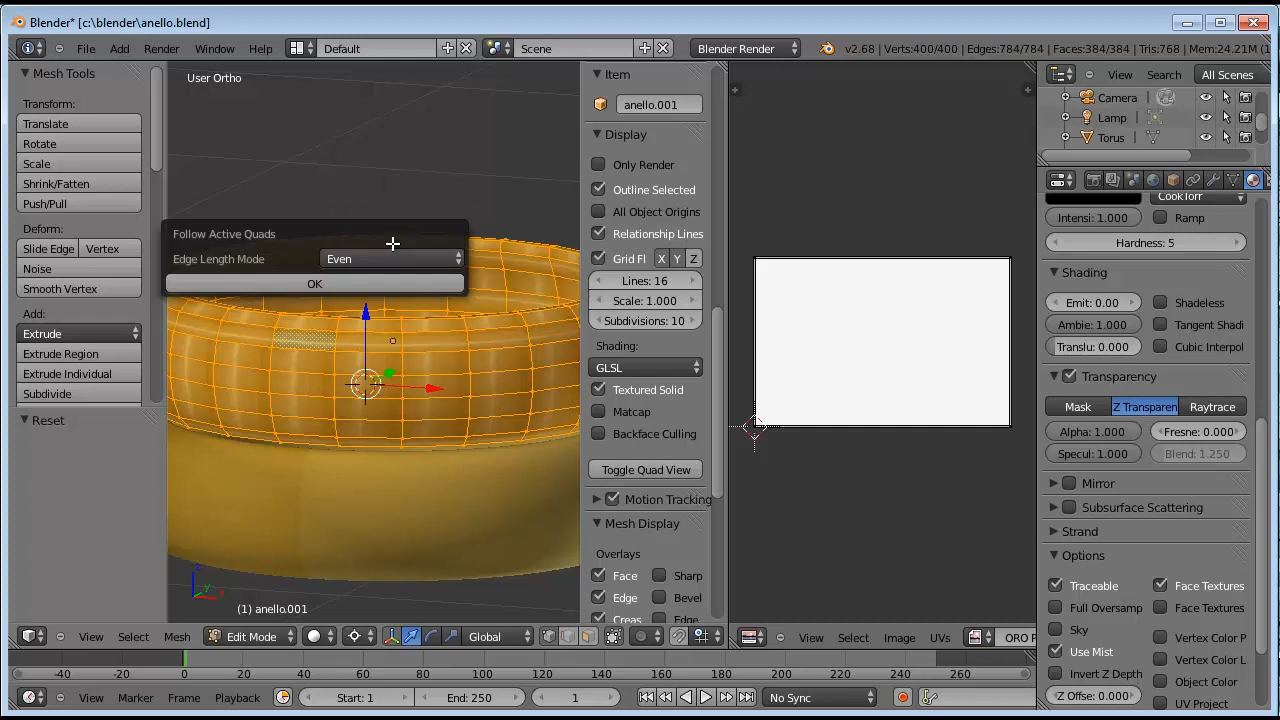 Blender* [c:\blender\anello.blend]
File Add Render Window Help Default Scene Blender Render v2.68 | Verts:400/400 | Edges:784/784 | Faces:384/384 | Tris:768 | Mem:24.21M
Mesh Tools
Transform:
Translate
Rotate
Scale
Shrink/Fatten
Push/Pull
Deform:
Slide Edge Vertex
Noise
Smooth Vertex
Add:
Extrude
Extrude Region
Extrude Individual
Subdivide
Reset
User Ortho
Follow Active Quads
Edge Length Mode Even
OK
(1) anello.001
Item
anello.001
Display
Only Render
Outline Selected
All Object Origins
Relationship Lines
Grid Fl X Y Z
Lines: 16
Scale: 1.000
Subdivisions: 10
Shading:
GLSL
Textured Solid
Matcap
Backface Culling
Toggle Quad View
Motion Tracking
Mesh Display
Overlays:
Face Sharp
Edge Bevel
Creas
View Search All Scenes
Camera
Lamp
Torus
CookTorr
Intensi: 1.000 Ramp
Hardness: 5
Shading
Emit: 0.00 Shadeless
Ambie: 1.000 Tangent Shadi
Translu: 0.000 Cubic Interpol
Transparency
Mask Z Transparen Raytrace
Alpha: 1.000 Fresne: 0.000
Specul: 1.000 Blend: 1.250
Mirror
Subsurface Scattering
Strand
Options
Traceable Face Textures
Full Oversamp Face Textures
Sky Vertex Color P
Use Mist Vertex Color L
Invert Z Depth Object Color
Z Offse: 0.000 UV Project
View Select Mesh Edit Mode Global
View Select Image UVs ORO P
-40 -20 0 20 40 60 80 100 120 140 160 180 200 220 240 260
View Marker Frame Playback Start: 1 End: 250 1 No Sync